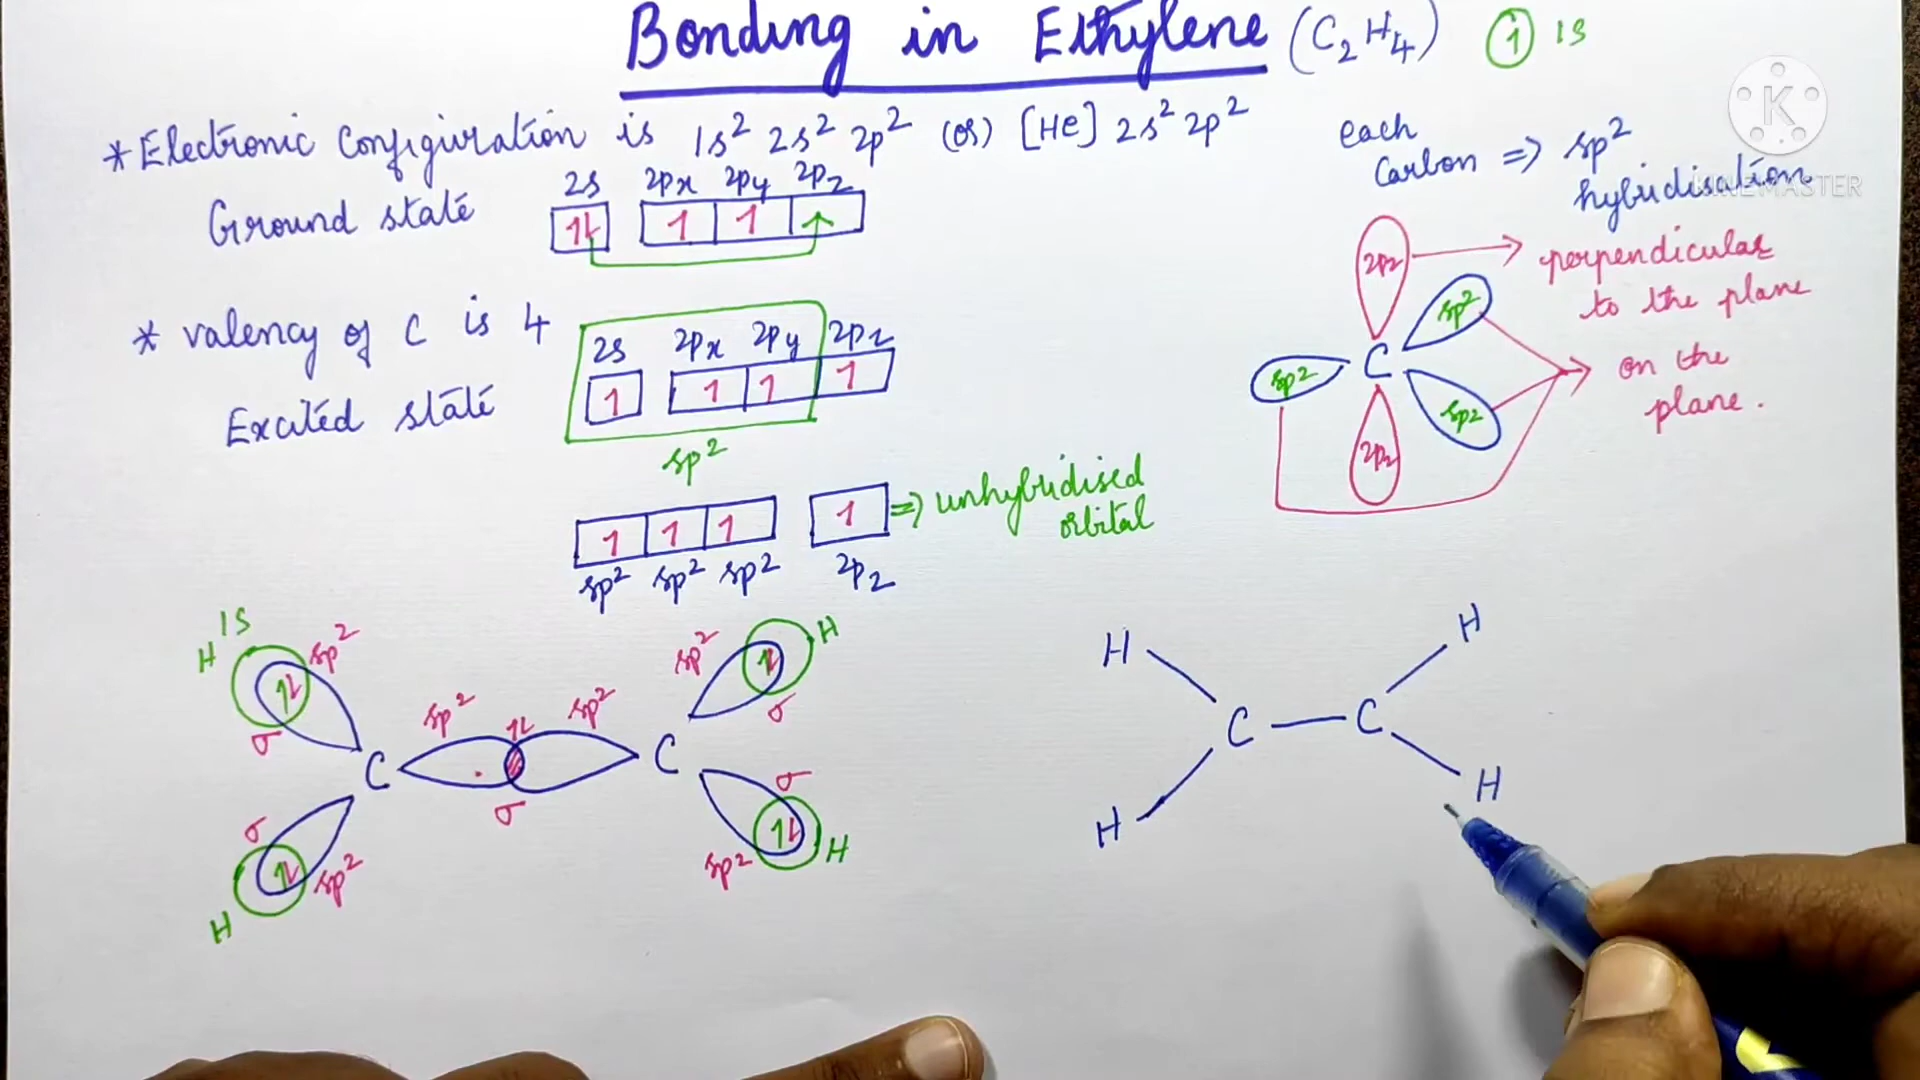 Bonding in Ethylene (C₂H₄) ① 1S
*Electronic Configuration is 1s² 2s² 2p² (or) [He] 2s² 2p²
each
Carbon => sp²
hybridisation
K
KINEMASTER
2s 2px 2py 2pz
Ground state 1⇂ 1 1 ↑
2pz
perpendicular
to the plane
sp²
sp² C
sp2
on the
plane.
2pz
* valency of C is 4
2s 2px 2py 2pz
Excited state 1 1 1 1
sp²
1 1 1 1 => unhybridised
orbital
sp² sp² sp² 2pz
H 1S sp² sp² H
1⇂ 1⇂
σ sp² 1⇂ sp² σ
C C
σ σ σ
1⇂ sp² sp2 1⇂ H
H
H H
C C
H H